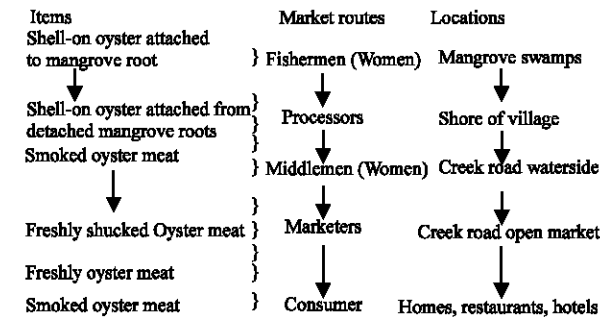 Items Market routes Locations
Shell-on oyster attached
to mangrove root } Fishermen (Women) Mangrove swamps
Shell-on oyster attached from }
detached mangrove roots } Processors Shore of village
}
Smoked oyster meat } Middlemen (Women) Creek road waterside
}
Freshly shucked Oyster meat } Marketers Creek road open market
}
Freshly oyster meat }
Smoked oyster meat } Consumer Homes, restaurants, hotels